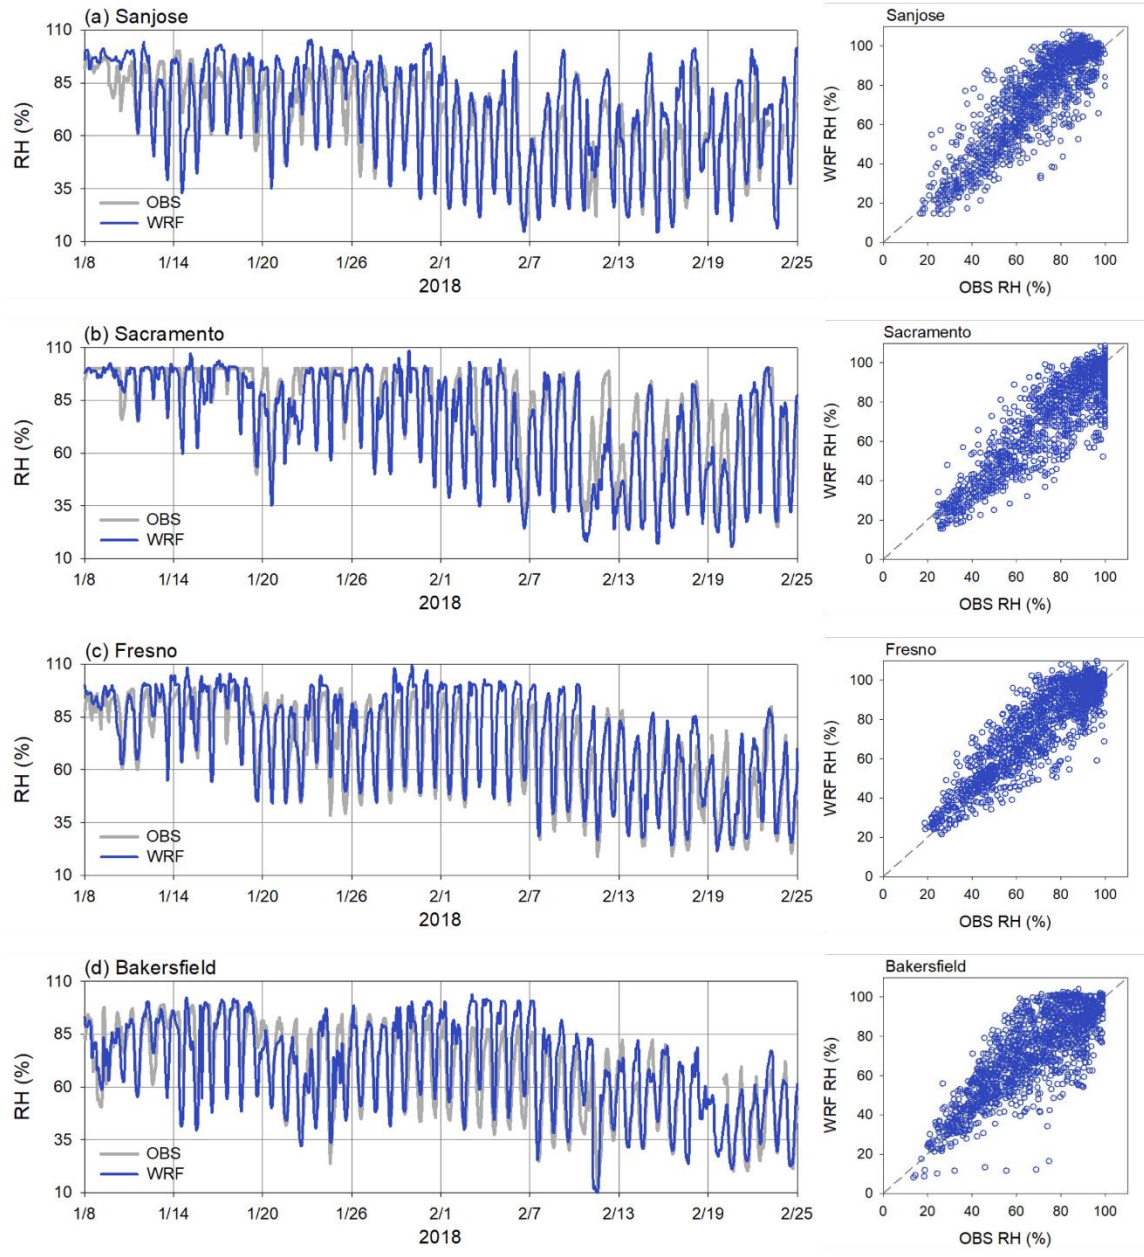 (a) Sanjose
110
85
60
35
10
RH (%)
OBS
WRF
1/8 1/14 1/20 1/26 2/1 2/7 2/13 2/19 2/25
2018
Sanjose
100
80
60
40
20
0
WRF RH (%)
0 20 40 60 80 100
OBS RH (%)
(b) Sacramento
110
85
60
35
10
RH (%)
OBS
WRF
1/8 1/14 1/20 1/26 2/1 2/7 2/13 2/19 2/25
2018
Sacramento
100
80
60
40
20
0
WRF RH (%)
0 20 40 60 80 100
OBS RH (%)
(c) Fresno
110
85
60
35
10
RH (%)
OBS
WRF
1/8 1/14 1/20 1/26 2/1 2/7 2/13 2/19 2/25
2018
Fresno
100
80
60
40
20
0
WRF RH (%)
0 20 40 60 80 100
OBS RH (%)
(d) Bakersfield
110
85
60
35
10
RH (%)
OBS
WRF
1/8 1/14 1/20 1/26 2/1 2/7 2/13 2/19 2/25
2018
Bakersfield
100
80
60
40
20
0
WRF RH (%)
0 20 40 60 80 100
OBS RH (%)